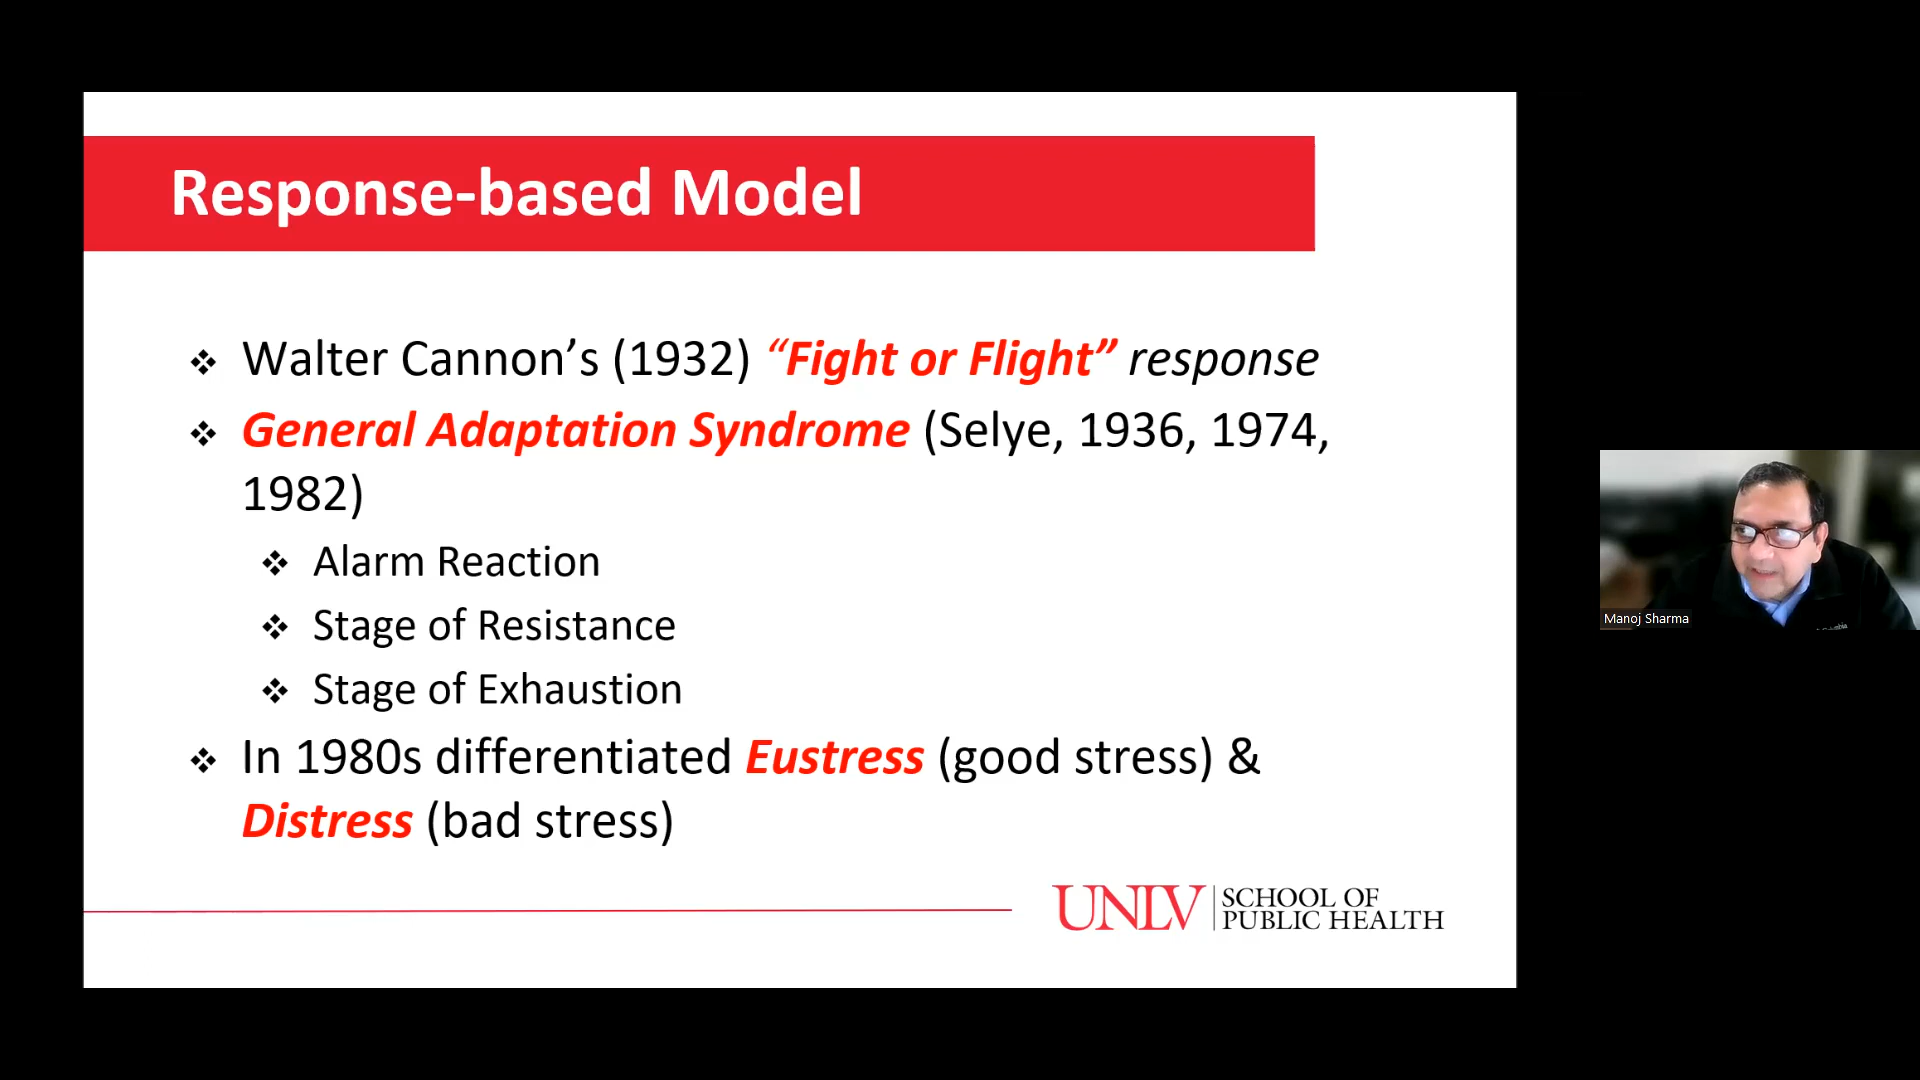 Response-based Model
❖ Walter Cannon’s (1932) “Fight or Flight” response
❖ General Adaptation Syndrome (Selye, 1936, 1974,
1982)
❖ Alarm Reaction
❖ Stage of Resistance
❖ Stage of Exhaustion
❖ In 1980s differentiated Eustress (good stress) &
Distress (bad stress)
UNLV SCHOOL OF
PUBLIC HEALTH
Manoj Sharma
Columbia